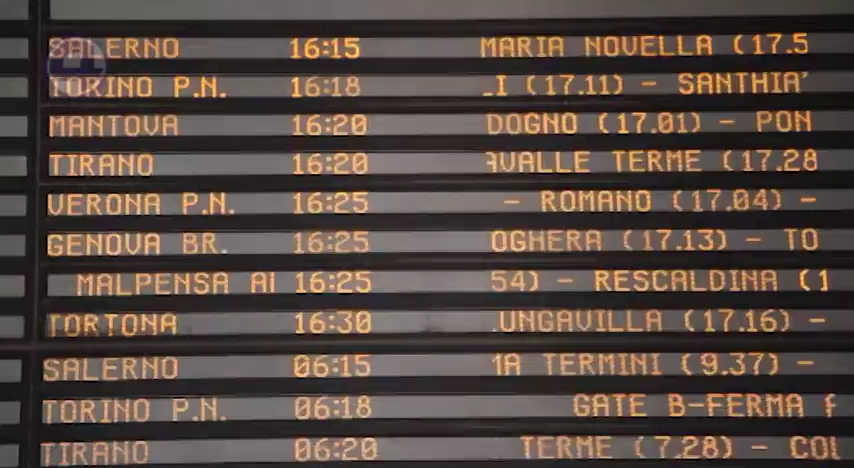 SALERNO 16:15 MARIA NOVELLA (17.5
TORINO P.N. 16:18 I (17.11) - SANTHIA'
MANTOVA 16:20 DOGNO (17.01) - PON
TIRANO 16:20 AVALLE TERME (17.28
VERONA P.N. 16:25 - ROMANO (17.04) -
GENOVA BR. 16:25 OGHERA (17.13) - TO
MALPENSA AI 16:25 54) - RESCALDINA (1
TORTONA 16:30 UNGAVILLA (17.16) -
SALERNO 06:15 MA TERMINI (9.37) -
TORINO P.N. 06:18 GATE B-FERMA F
TIRANO 06:20 TERME (7.28) - COL